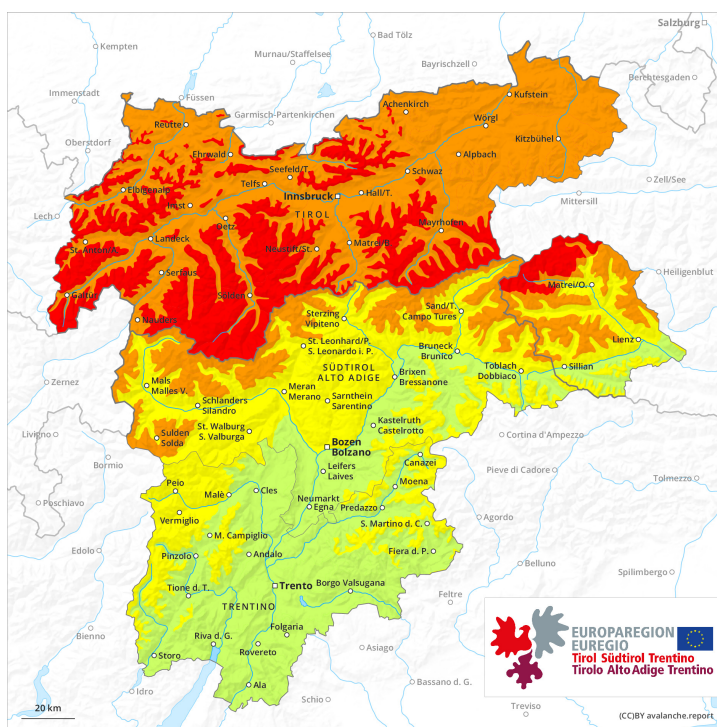 Salzburg
Bad Tölz
Kempten
Murnau/Staffelsee
Bayrischzell
Berchtesgaden
Immenstadt
Füssen
Achenkirch
Kufstein
Garmisch-Partenkirchen
Reutte
Wörgl
Oberstdorf
Ehrwald
Kitzbühel
Alpbach
Seefeld/T.
Schwaz
Zell/See
Telfs
Elbigenalp
Innsbruck
Hall/T.
Mittersill
Imst
Lech
TIROL
Oetz
Mayrhofen
Landeck
Neustift/St.
Matrei/B.
St. Anton/A.
Serfaus
Heiligenblut
Matrei/O.
Galtür
Sölden
Nauders
Sterzing
Vipiteno
Sand/T.
Campo Tures
Lienz
St. Leonhard/P.
S. Leonardo i. P.
Bruneck
Brunico
Toblach
Dobbiaco
Sillian
SÜDTIROL
ALTO ADIGE
Brixen
Bressanone
Zernez
Mals
Malles V.
Meran
Merano
Schlanders
Silandro
Sarnthein
Sarentino
Kastelruth
Castelrotto
St. Walburg
S. Valburga
Livigno
Sulden
Solda
Bozen
Bolzano
Cortina d'Ampezzo
Canazei
Bormio
Leifers
Laives
Pieve di Cadore
Tolmezzo
Peio
Malè
Cles
Moena
Poschiavo
Neumarkt
Egna
Predazzo
Vermiglio
Agordo
S. Martino d. C.
M. Campiglio
Edolo
Pinzolo
Andalo
Fiera d. P.
Belluno
Spilimbergo
Tione d. T.
Trento
Borgo Valsugana
Feltre
TRENTINO
Folgaria
Bienno
Riva d. G.
Rovereto
Storo
Asiago
Ala
Bassano d. G.
Idro
Schio
Treviso
EUROPAREGION
EUREGIO
Tirol Südtirol Trentino
Tirolo Alto Adige Trentino
20 km
(CC)BY avalanche.report